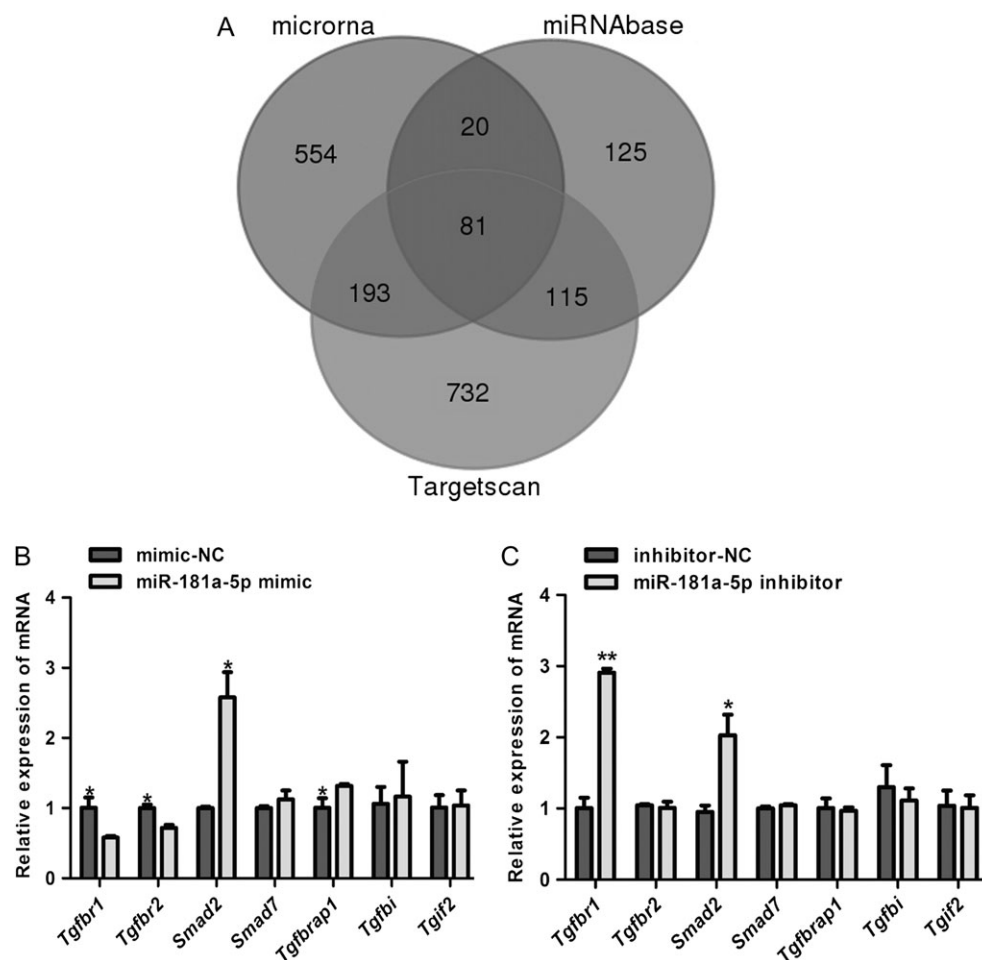 A
microrna
miRNAbase
20
554
125
81
193
115
732
Targetscan
B
mimic-NC
miR-181a-5p mimic
Relative expression of mRNA
4
3
2
1
0
*
*
*
*
Tgfbr1
Tgfbr2
Smad2
Smad7
Tgfbrap1
Tgfbi
Tgif2
C
inhibitor-NC
miR-181a-5p inhibitor
Relative expression of mRNA
4
3
2
1
0
**
*
Tgfbr1
Tgfbr2
Smad2
Smad7
Tgfbrap1
Tgfbi
Tgif2